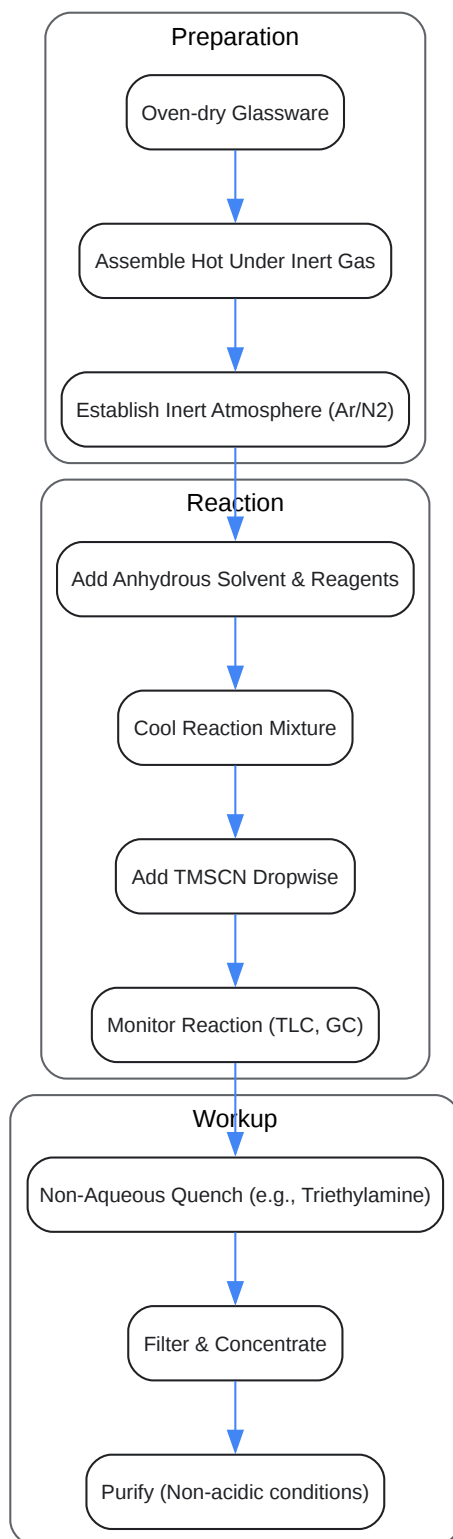 Preparation
Oven-dry Glassware
Assemble Hot Under Inert Gas
Establish Inert Atmosphere (Ar/N2)
Reaction
Add Anhydrous Solvent & Reagents
Cool Reaction Mixture
Add TMSCN Dropwise
Monitor Reaction (TLC, GC)
Workup
Non-Aqueous Quench (e.g., Triethylamine)
Filter & Concentrate
Purify (Non-acidic conditions)